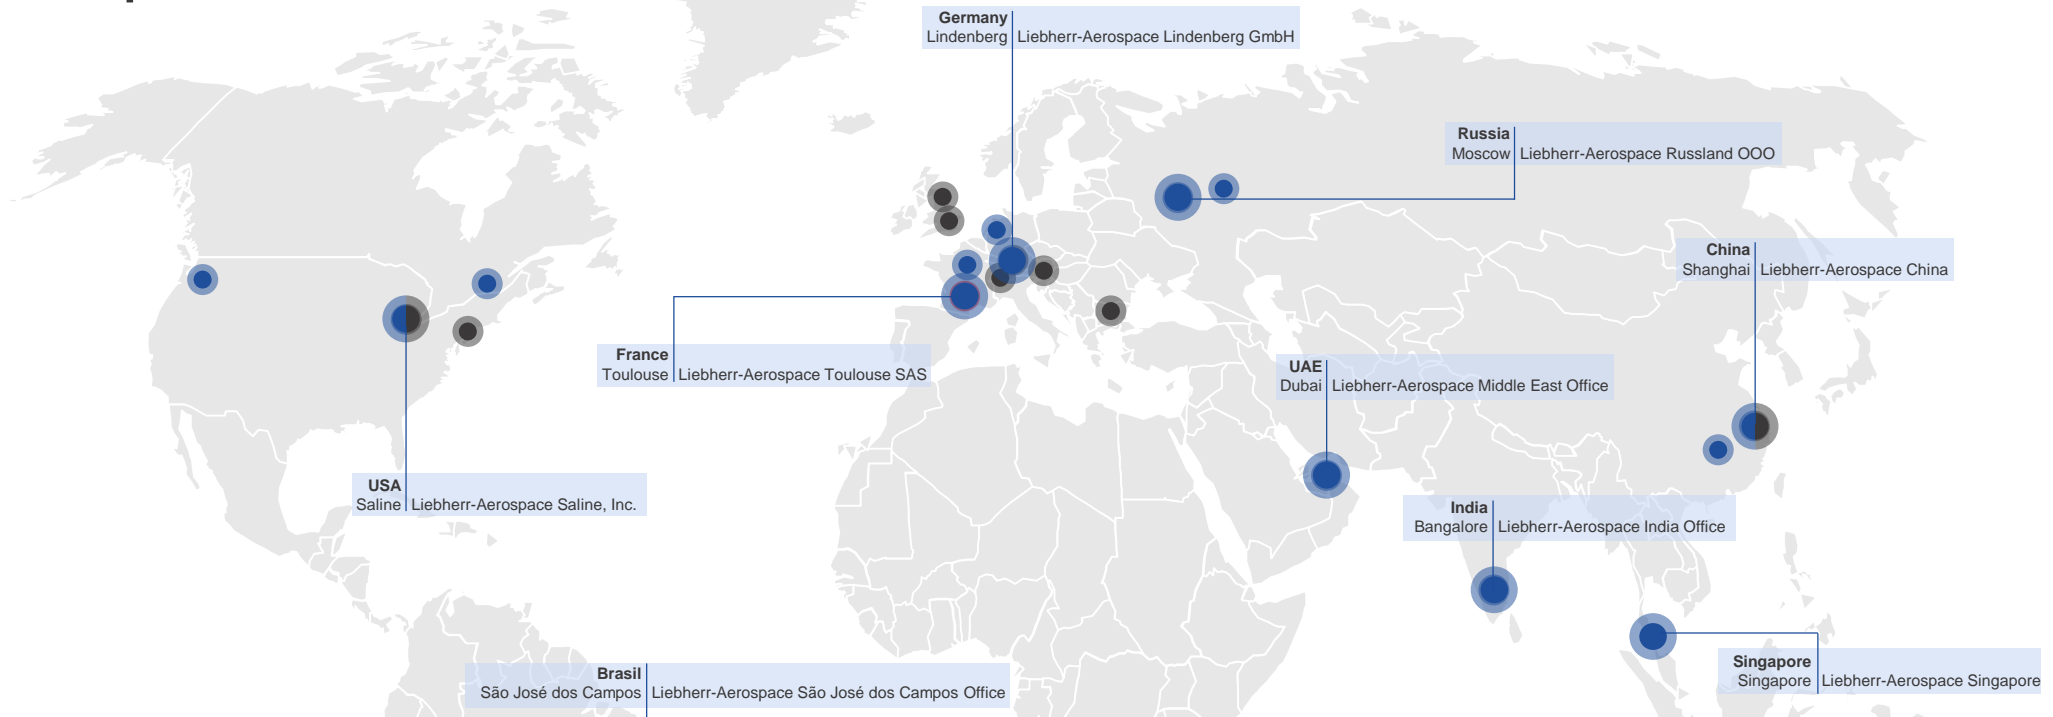 Germany
Lindenberg Liebherr-Aerospace Lindenberg GmbH
Russia
Moscow Liebherr-Aerospace Russland OOO
China
Shanghai Liebherr-Aerospace China
France
Toulouse Liebherr-Aerospace Toulouse SAS
UAE
Dubai Liebherr-Aerospace Middle East Office
USA
Saline Liebherr-Aerospace Saline, Inc.
India
Bangalore Liebherr-Aerospace India Office
Singapore
Singapore Liebherr-Aerospace Singapore
Brasil
São José dos Campos Liebherr-Aerospace São José dos Campos Office